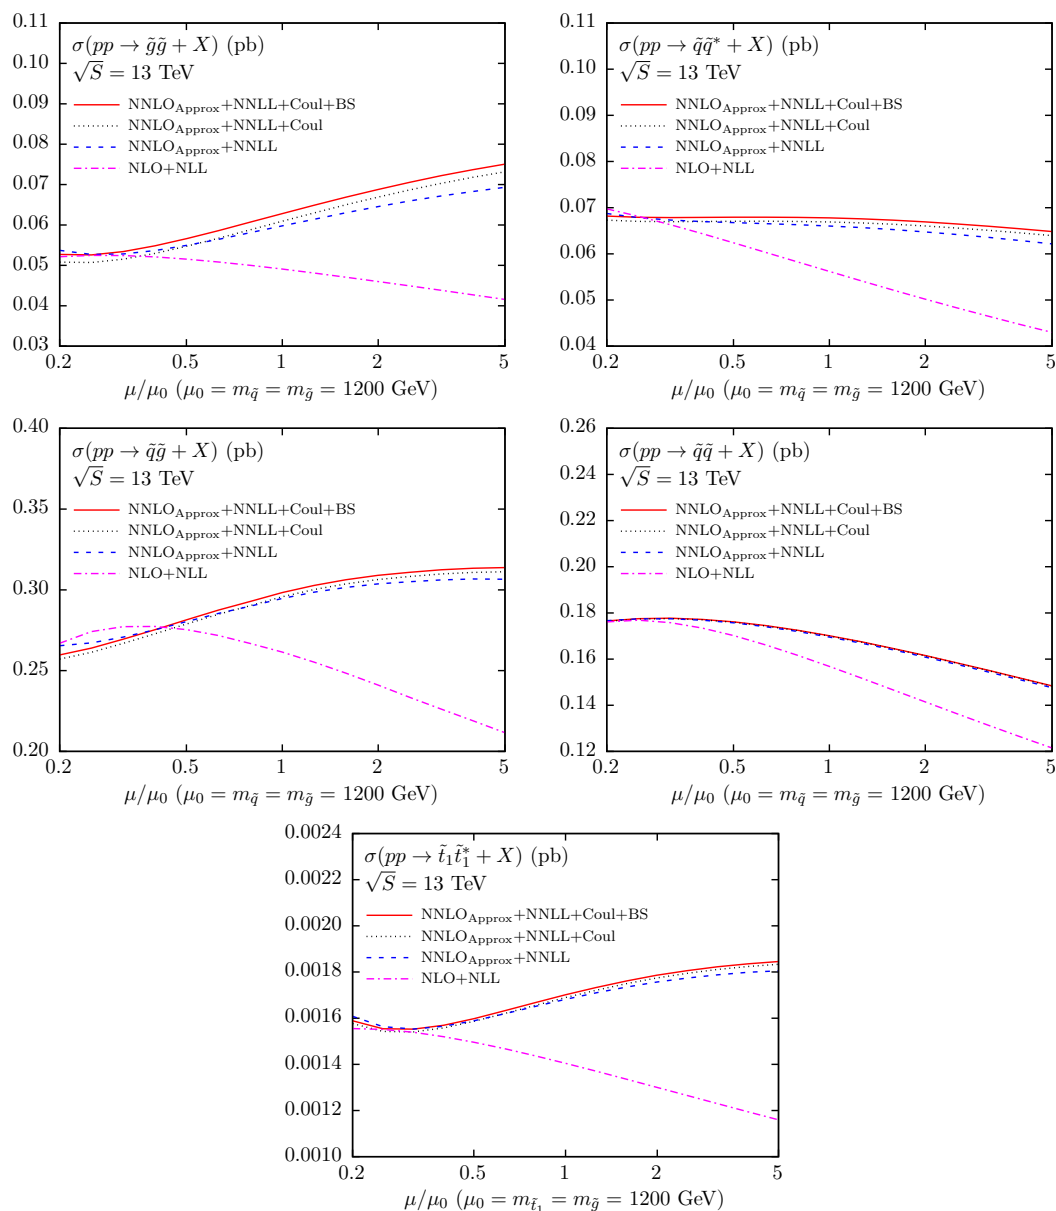 σ(pp → g̃g̃ + X) (pb)
√S = 13 TeV
NNLO_Approx+NNLL+Coul+BS
NNLO_Approx+NNLL+Coul
NNLO_Approx+NNLL
NLO+NLL
0.11
0.10
0.09
0.08
0.07
0.06
0.05
0.04
0.03
0.2 0.5 1 2 5
μ/μ₀ (μ₀ = m_q̃ = m_g̃ = 1200 GeV)
σ(pp → q̃q̃* + X) (pb)
√S = 13 TeV
NNLO_Approx+NNLL+Coul+BS
NNLO_Approx+NNLL+Coul
NNLO_Approx+NNLL
NLO+NLL
0.11
0.10
0.09
0.08
0.07
0.06
0.05
0.04
0.2 0.5 1 2 5
μ/μ₀ (μ₀ = m_q̃ = m_g̃ = 1200 GeV)
σ(pp → q̃g̃ + X) (pb)
√S = 13 TeV
NNLO_Approx+NNLL+Coul+BS
NNLO_Approx+NNLL+Coul
NNLO_Approx+NNLL
NLO+NLL
0.40
0.35
0.30
0.25
0.20
0.2 0.5 1 2 5
μ/μ₀ (μ₀ = m_q̃ = m_g̃ = 1200 GeV)
σ(pp → q̃q̃ + X) (pb)
√S = 13 TeV
NNLO_Approx+NNLL+Coul+BS
NNLO_Approx+NNLL+Coul
NNLO_Approx+NNLL
NLO+NLL
0.26
0.24
0.22
0.20
0.18
0.16
0.14
0.12
0.2 0.5 1 2 5
μ/μ₀ (μ₀ = m_q̃ = m_g̃ = 1200 GeV)
σ(pp → t̃₁t̃₁* + X) (pb)
√S = 13 TeV
NNLO_Approx+NNLL+Coul+BS
NNLO_Approx+NNLL+Coul
NNLO_Approx+NNLL
NLO+NLL
0.0024
0.0022
0.0020
0.0018
0.0016
0.0014
0.0012
0.0010
0.2 0.5 1 2 5
μ/μ₀ (μ₀ = m_t̃₁ = m_g̃ = 1200 GeV)